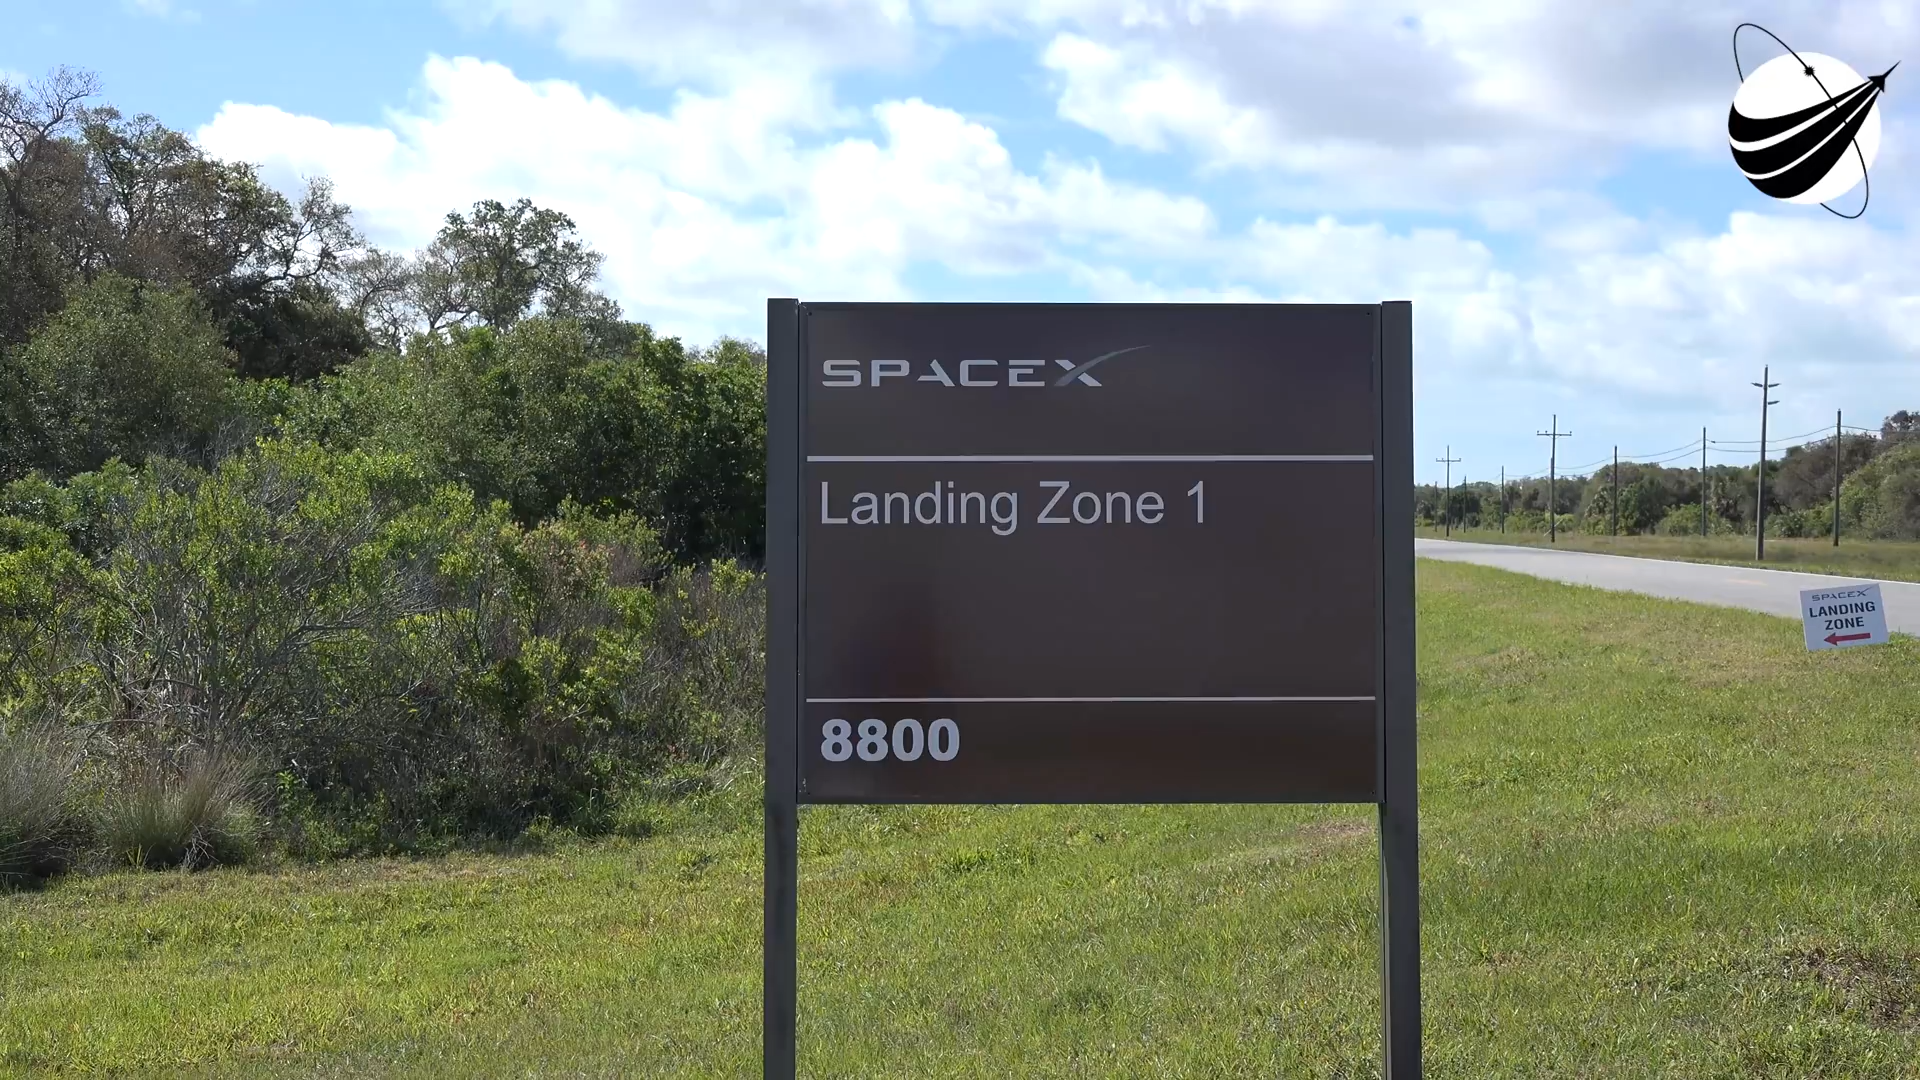 SPACEX
Landing Zone 1
8800
SPACEX
LANDING
ZONE